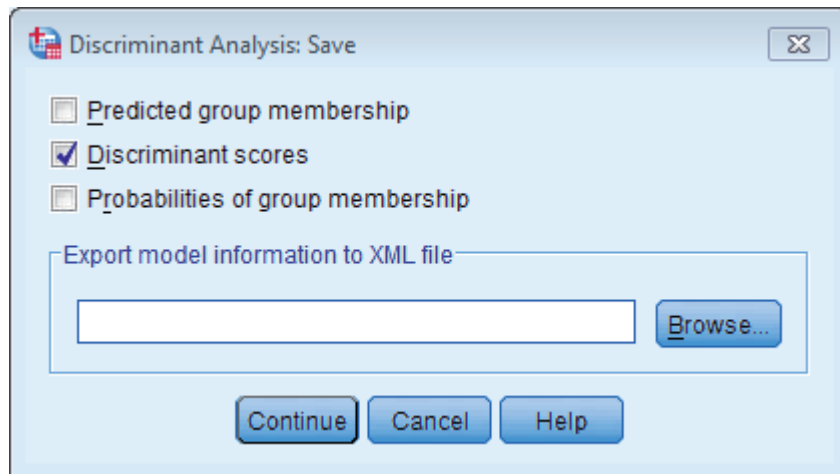 Discriminant Analysis: Save
Predicted group membership
Discriminant scores
Probabilities of group membership
Export model information to XML file
Browse...
Continue Cancel Help